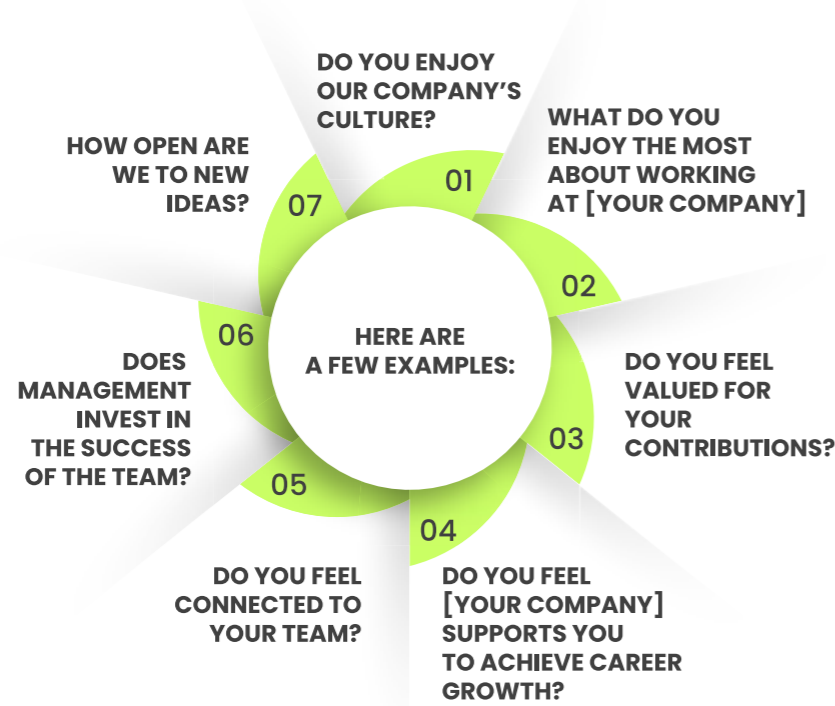 HERE ARE
A FEW EXAMPLES:
01
DO YOU ENJOY
OUR COMPANY'S
CULTURE?
02
WHAT DO YOU
ENJOY THE MOST
ABOUT WORKING
AT [YOUR COMPANY]
03
DO YOU FEEL
VALUED FOR
YOUR
CONTRIBUTIONS?
04
DO YOU FEEL
[YOUR COMPANY]
SUPPORTS YOU
TO ACHIEVE CAREER
GROWTH?
05
DO YOU FEEL
CONNECTED TO
YOUR TEAM?
06
DOES
MANAGEMENT
INVEST IN
THE SUCCESS
OF THE TEAM?
07
HOW OPEN ARE
WE TO NEW
IDEAS?